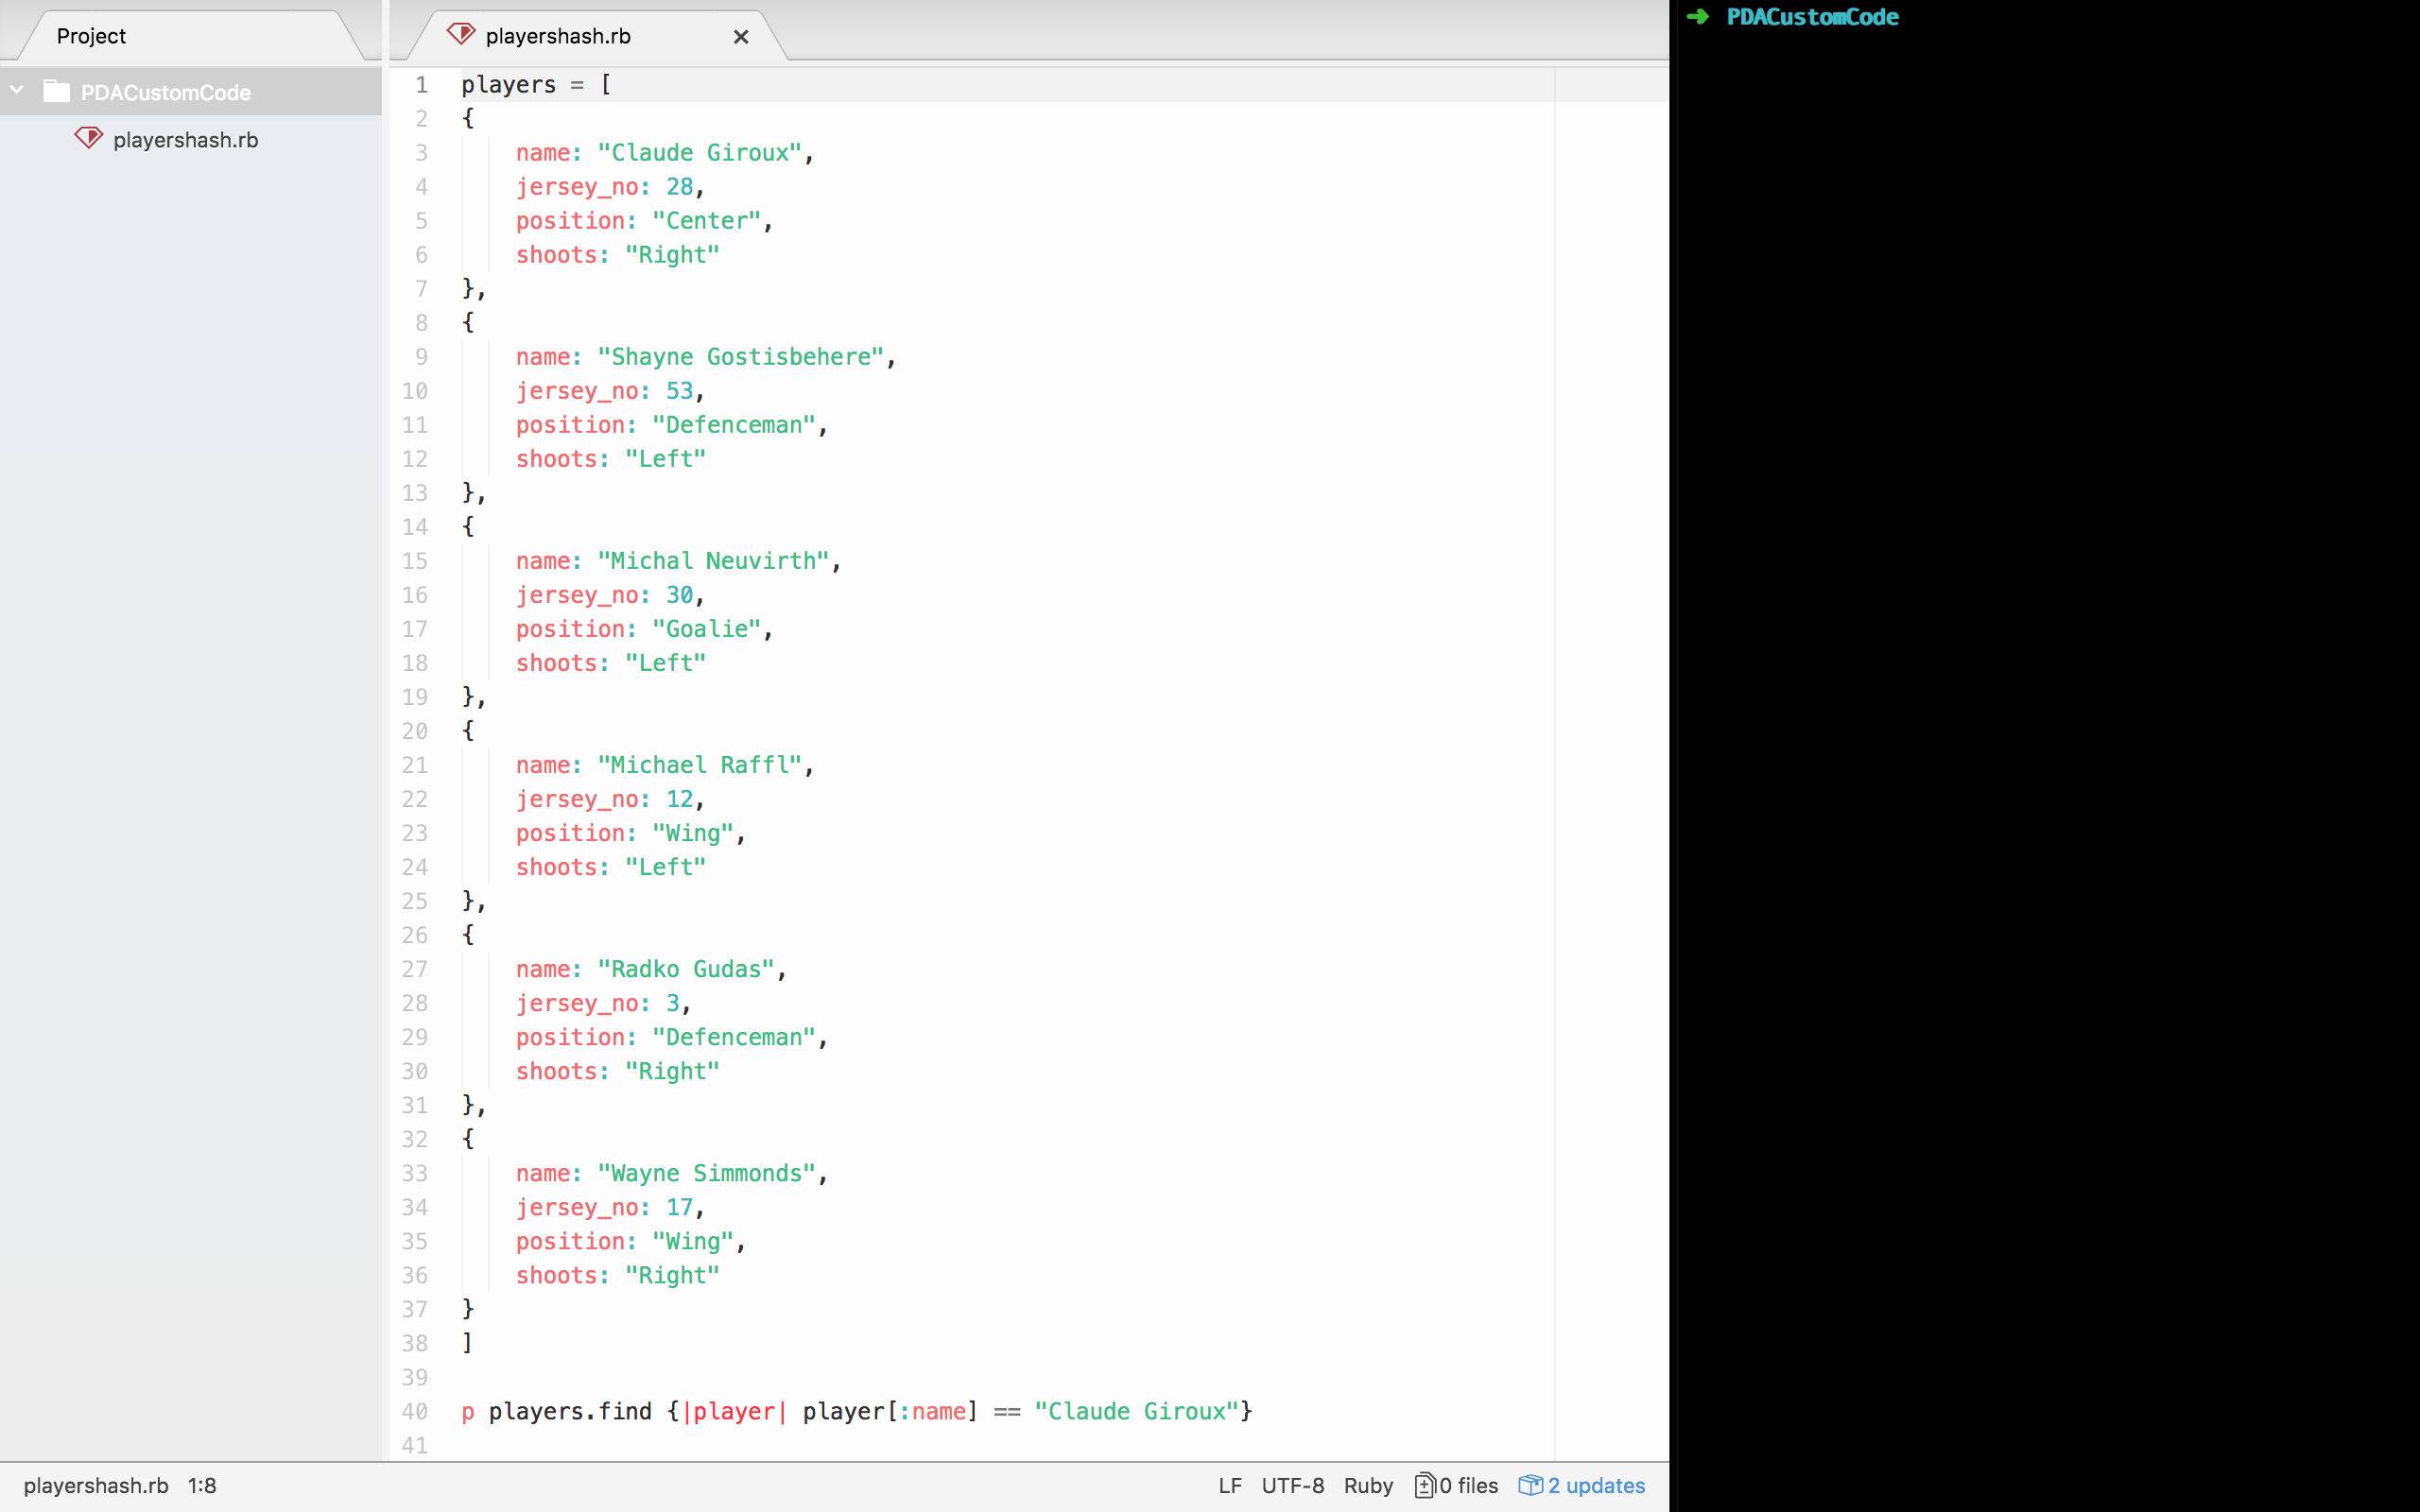 Project
playershash.rb
➜ PDACustomCode
PDACustomCode
playershash.rb
1 players = [
2 {
3 name: "Claude Giroux",
4 jersey_no: 28,
5 position: "Center",
6 shoots: "Right"
7 },
8 {
9 name: "Shayne Gostisbehere",
10 jersey_no: 53,
11 position: "Defenceman",
12 shoots: "Left"
13 },
14 {
15 name: "Michal Neuvirth",
16 jersey_no: 30,
17 position: "Goalie",
18 shoots: "Left"
19 },
20 {
21 name: "Michael Raffl",
22 jersey_no: 12,
23 position: "Wing",
24 shoots: "Left"
25 },
26 {
27 name: "Radko Gudas",
28 jersey_no: 3,
29 position: "Defenceman",
30 shoots: "Right"
31 },
32 {
33 name: "Wayne Simmonds",
34 jersey_no: 17,
35 position: "Wing",
36 shoots: "Right"
37 }
38 ]
39
40 p players.find {|player| player[:name] == "Claude Giroux"}
41
playershash.rb 1:8 LF UTF-8 Ruby 0 files 2 updates